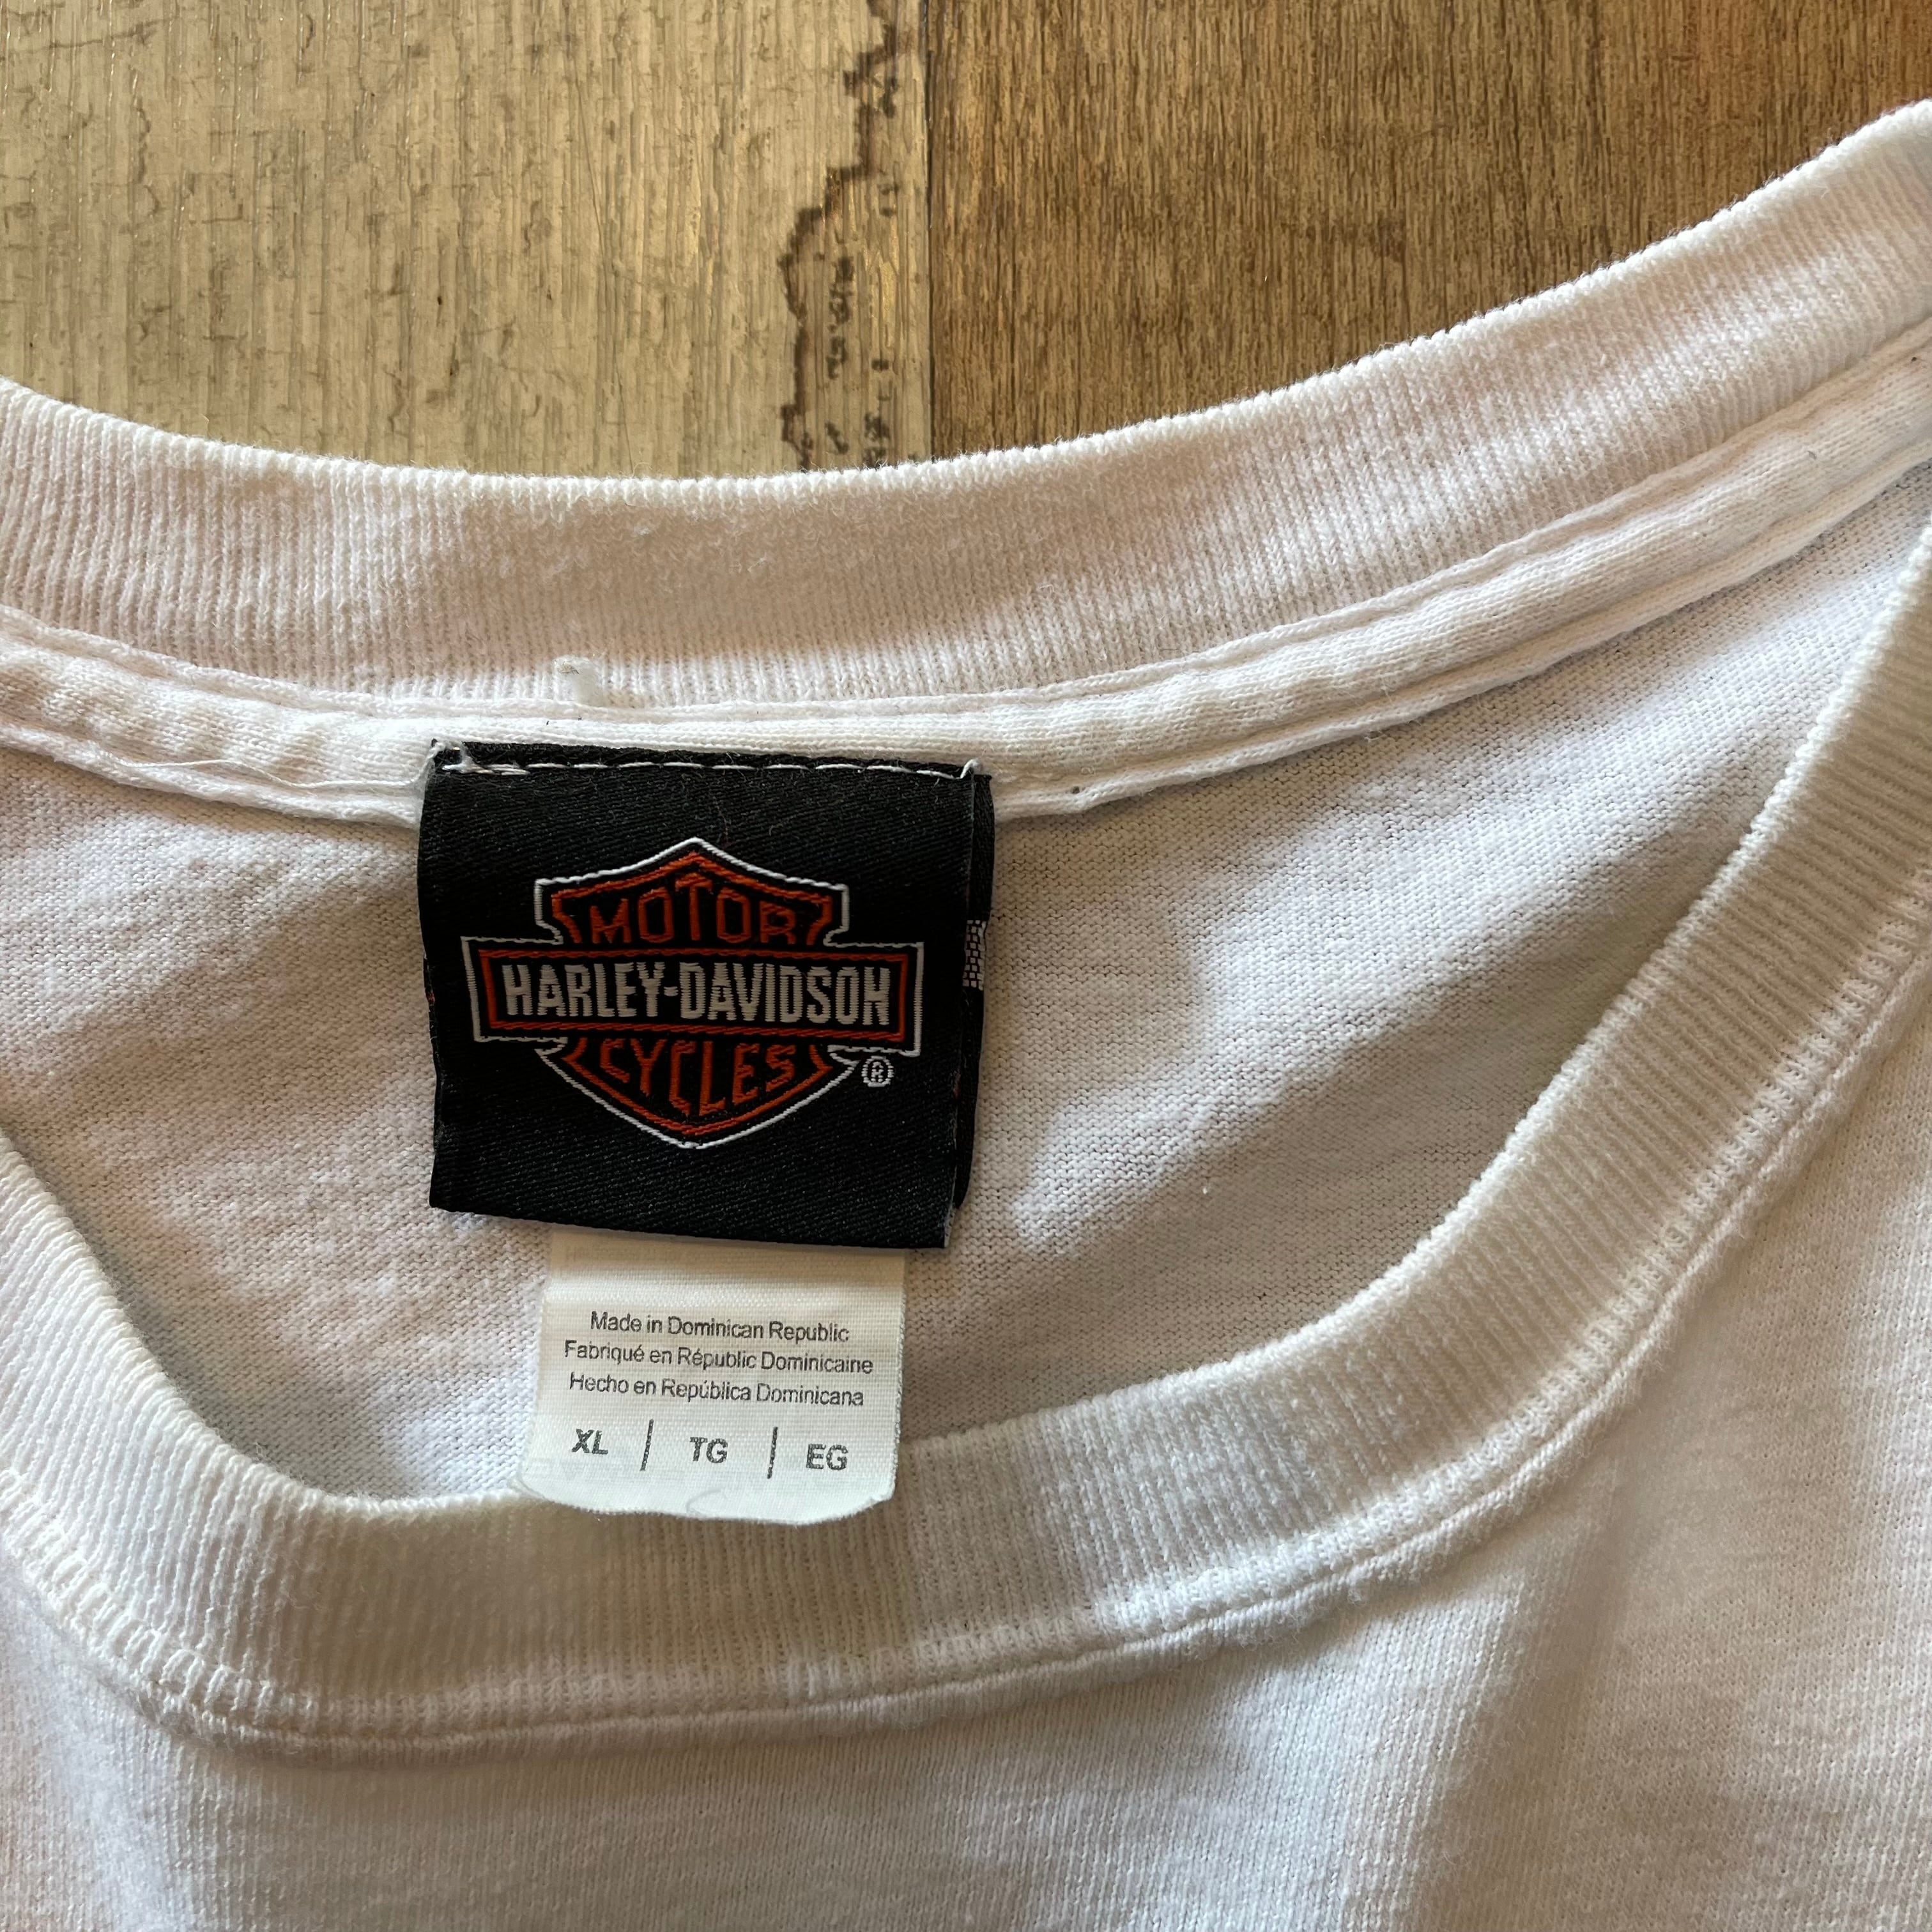 MOTOR
HARLEY-DAVIDSON
CYCLES
®
Made in Dominican Republic
Fabriqué en Républic Dominicaine
Hecho en República Dominicana
XL | TG | EG